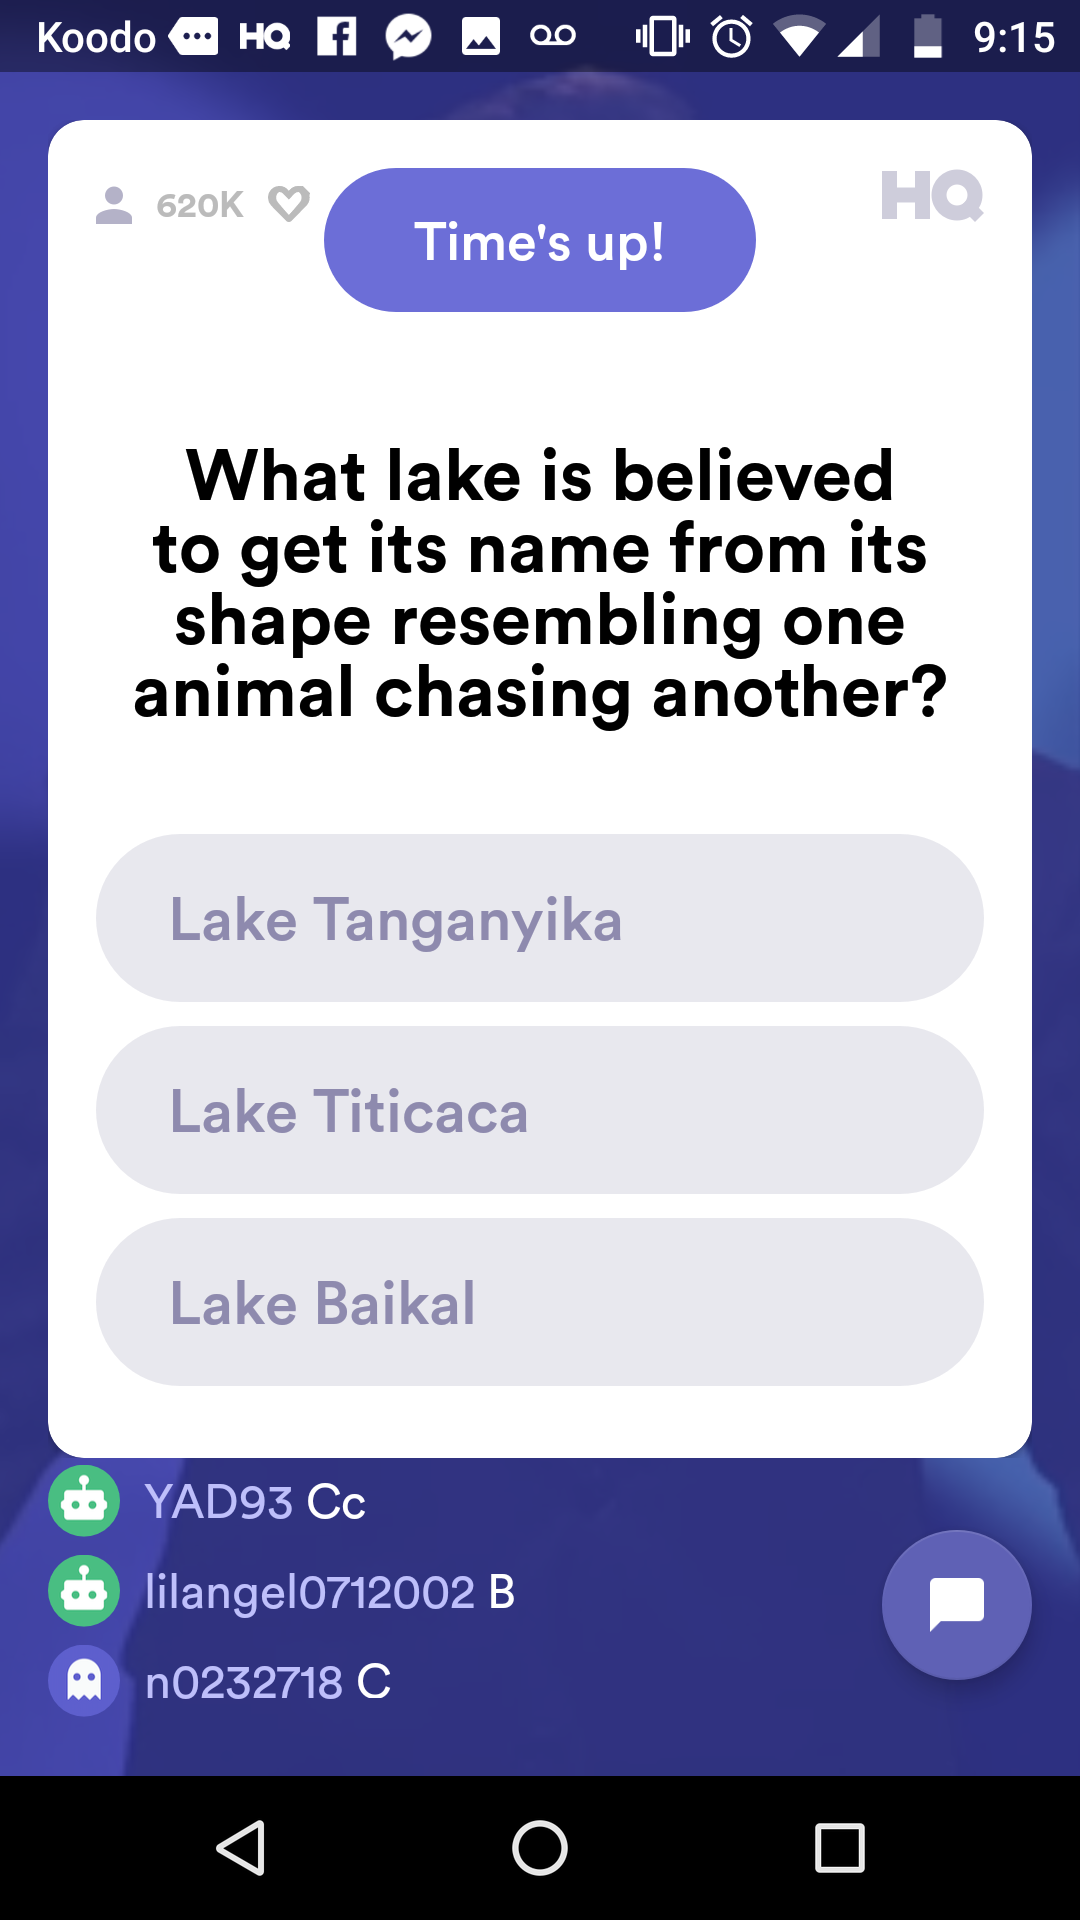 Koodo HQ 9:15
620K Time's up! HQ
What lake is believed
to get its name from its
shape resembling one
animal chasing another?
Lake Tanganyika
Lake Titicaca
Lake Baikal
YAD93 Cc
lilangel0712002 B
n0232718 C